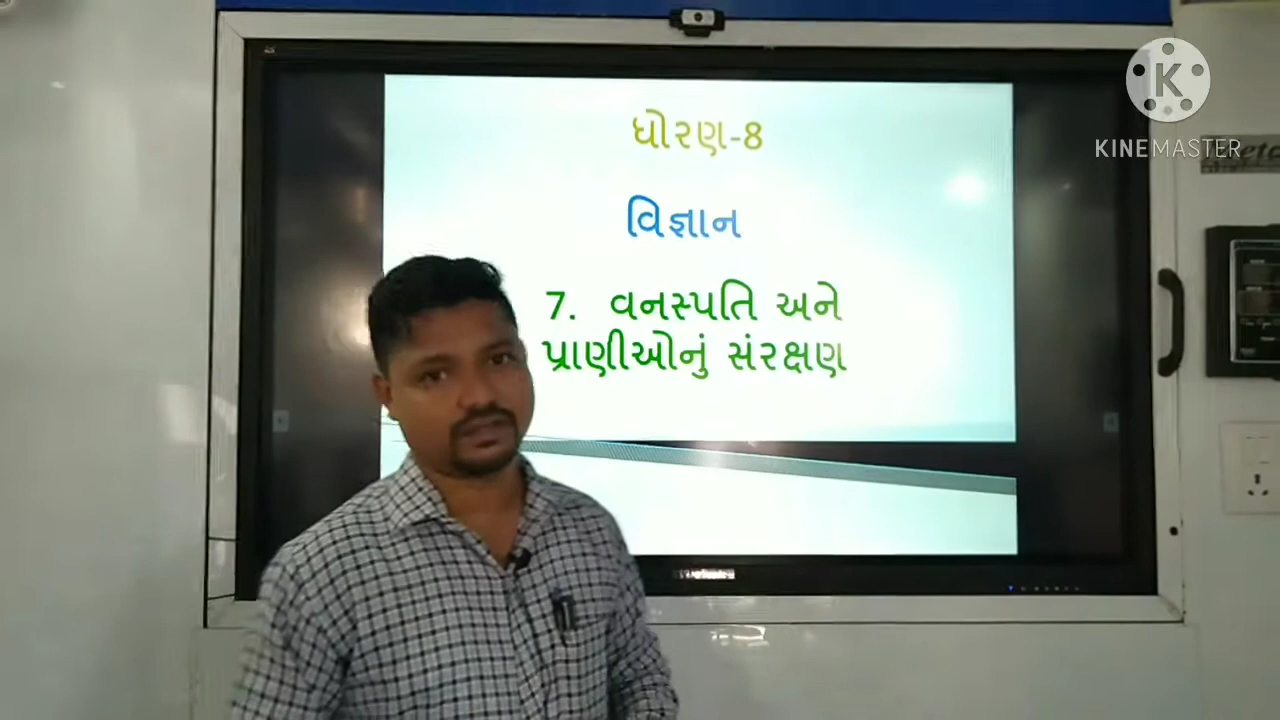 ધોરણ-8
વિજ્ઞાન
7. વનસ્પતિ અને
પ્રાણીઓનું સંરક્ષણ
KINEMASTER